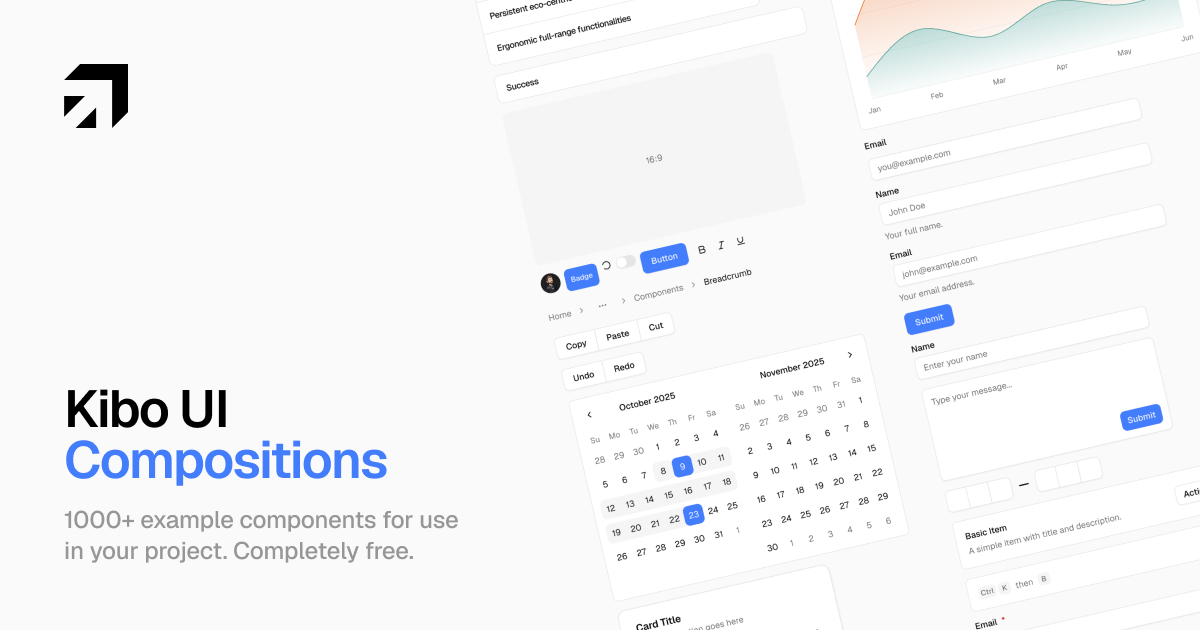 Kibo UI
Compositions
1000+ example components for use
in your project. Completely free.
Persistent
Ergonomic full-range functionalities
Success
16:9
Badge
Button
B I U
Home > ... > Components > Breadcrumb
Copy Paste Cut
Undo Redo
October 2025
Su Mo Tu We Th Fr Sa
28 29 30 1 2 3 4
5 6 7 8 9 10 11
12 13 14 15 16 17 18
19 20 21 22 23 24 25
26 27 28 29 30 31 1
November 2025
Su Mo Tu We Th Fr Sa
26 27 28 29 30 31 1
2 3 4 5 6 7 8
9 10 11 12 13 14 15
16 17 18 19 20 21 22
23 24 25 26 27 28 29
30 1 2 3 4 5 6
Card Title
goes here
Jan Feb Mar Apr May Jun
Email
you@example.com
Name
John Doe
Your full name.
Email
john@example.com
Your email address.
Submit
Name
Enter your name
Type your message...
Submit
Basic Item
A simple item with title and description.
Ctrl K then B
Email *